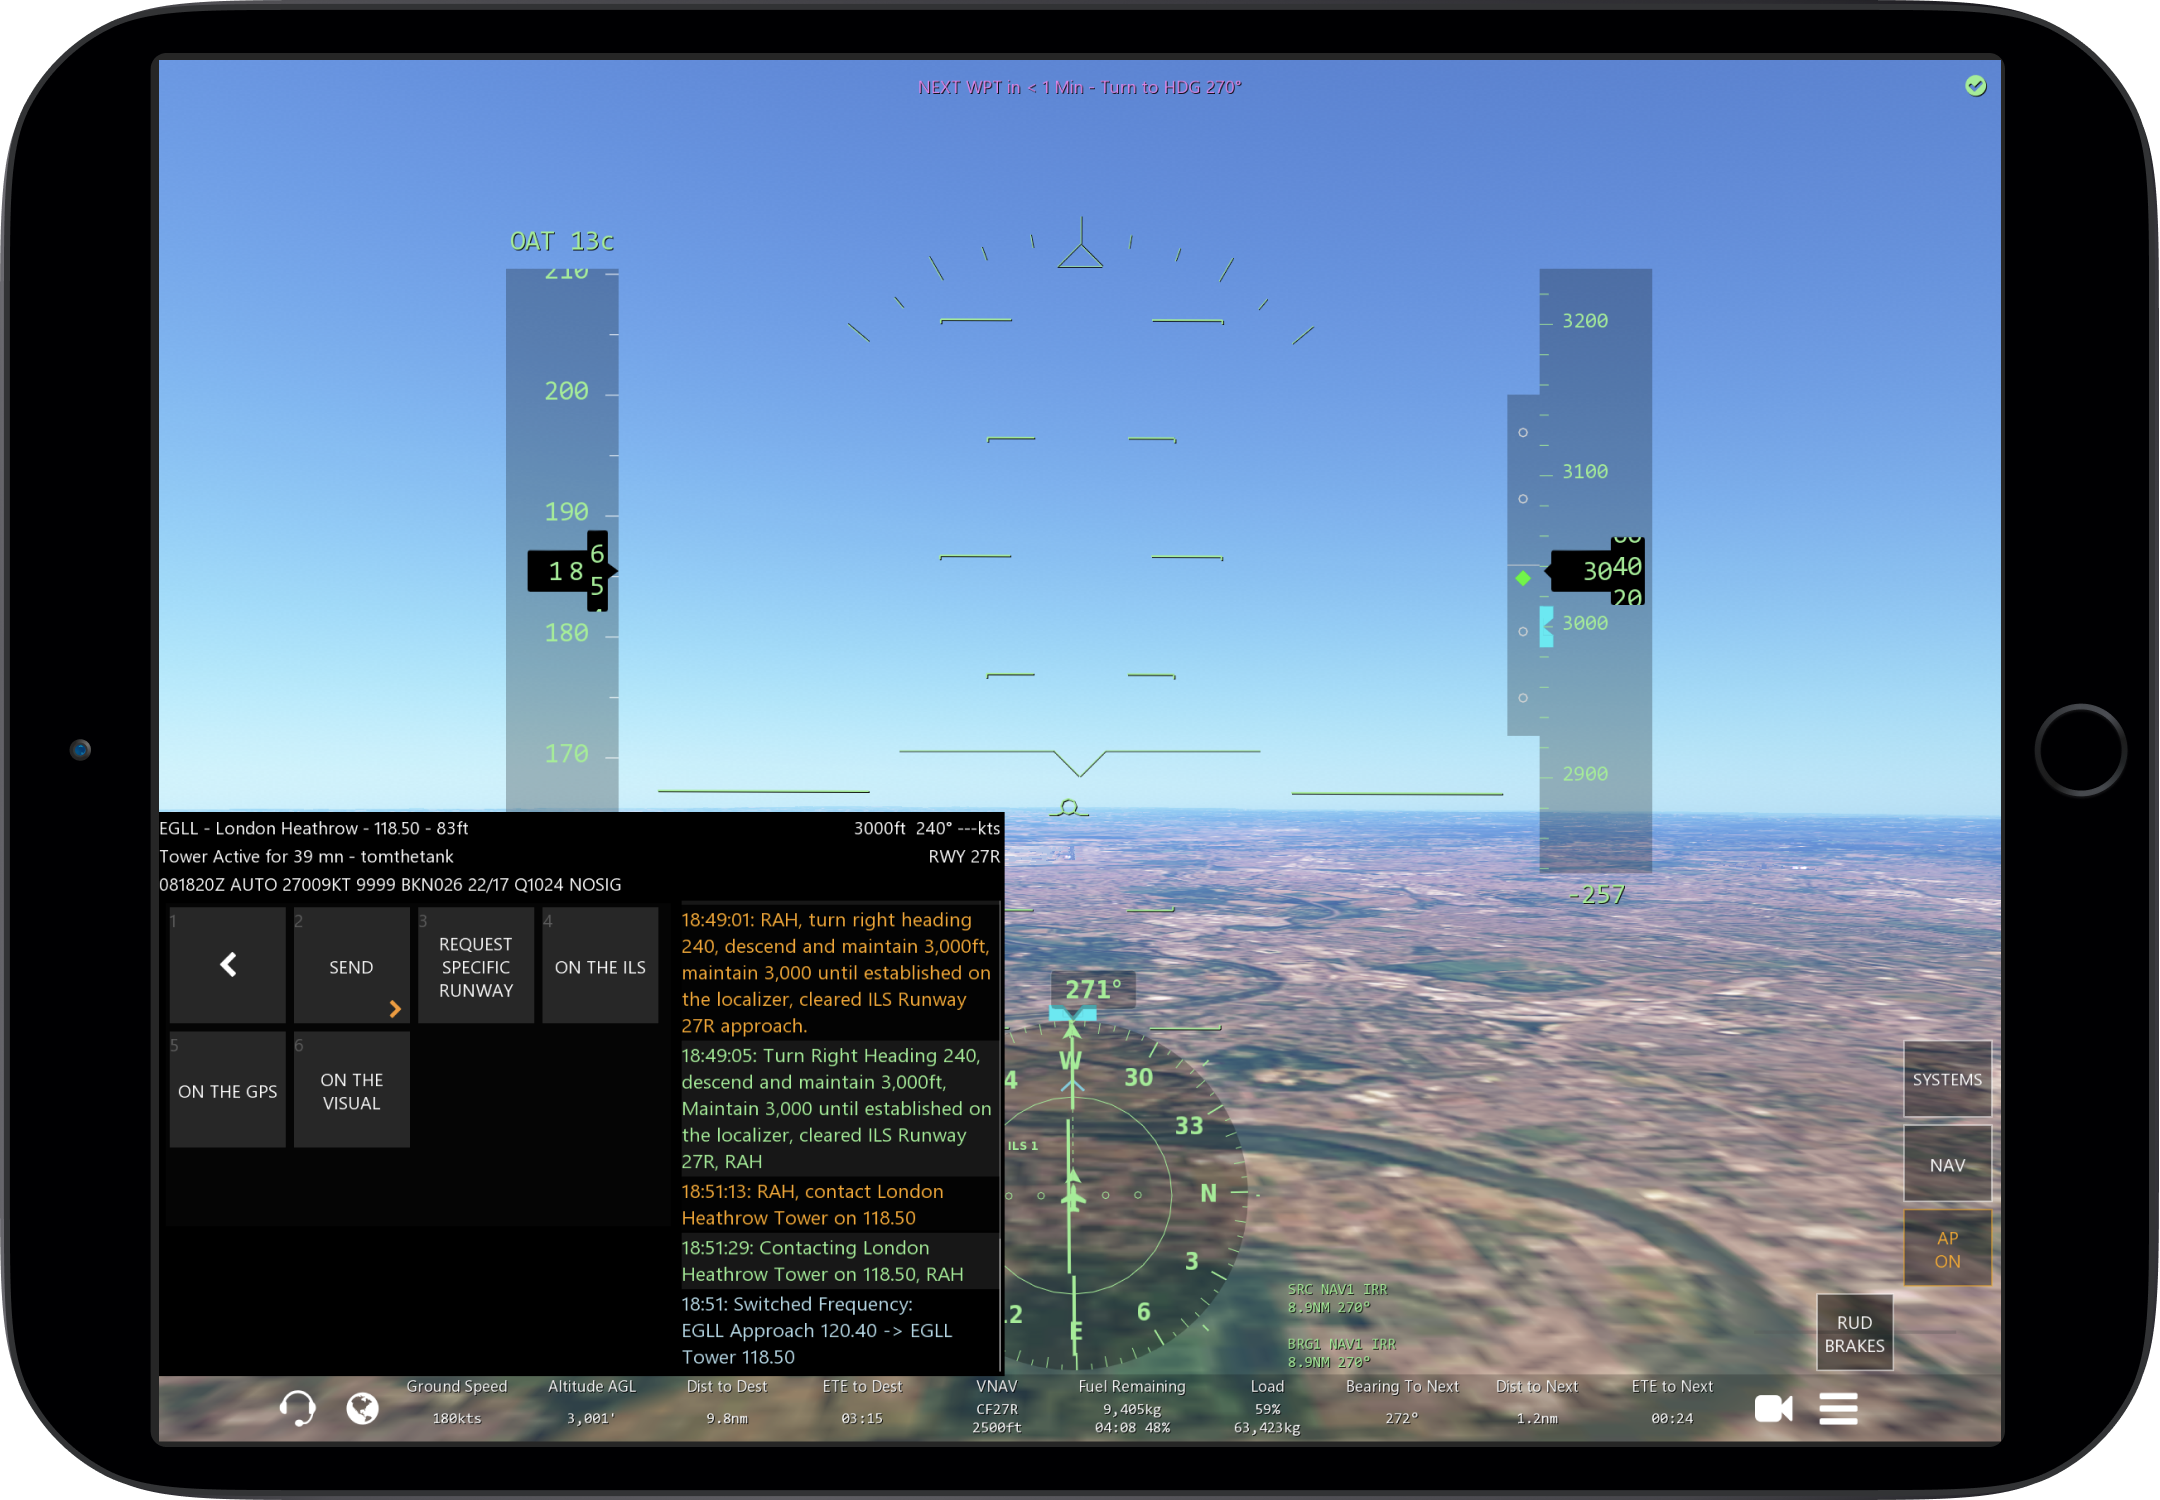 NEXT WPT in < 1 Min - Turn to HDG 270°
OAT 13c
210
200
190
18
6
5
180
170
3200
3100
30
40
20
3000
2900
-257
EGLL - London Heathrow - 118.50 - 83ft
3000ft 240° ---kts
Tower Active for 39 mn - tomthetank
RWY 27R
081820Z AUTO 27009KT 9999 BKN026 22/17 Q1024 NOSIG
1
2
SEND
3
REQUEST
SPECIFIC
RUNWAY
4
ON THE ILS
5
ON THE GPS
6
ON THE
VISUAL
18:49:01: RAH, turn right heading
240, descend and maintain 3,000ft,
maintain 3,000 until established on
the localizer, cleared ILS Runway
27R approach.
18:49:05: Turn Right Heading 240,
descend and maintain 3,000ft,
Maintain 3,000 until established on
the localizer, cleared ILS Runway
27R, RAH
18:51:13: RAH, contact London
Heathrow Tower on 118.50
18:51:29: Contacting London
Heathrow Tower on 118.50, RAH
18:51: Switched Frequency:
EGLL Approach 120.40 -> EGLL
Tower 118.50
271°
W
30
33
N
3
6
E
4
2
ILS 1
SRC NAV1 IRR
8.9NM 270°
BRG1 NAV1 IRR
8.9NM 270°
SYSTEMS
NAV
AP
ON
RUD
BRAKES
Ground Speed
180kts
Altitude AGL
3,001'
Dist to Dest
9.8nm
ETE to Dest
03:15
VNAV
CF27R
2500ft
Fuel Remaining
9,405kg
04:08 48%
Load
59%
63,423kg
Bearing To Next
272°
Dist to Next
1.2nm
ETE to Next
00:24